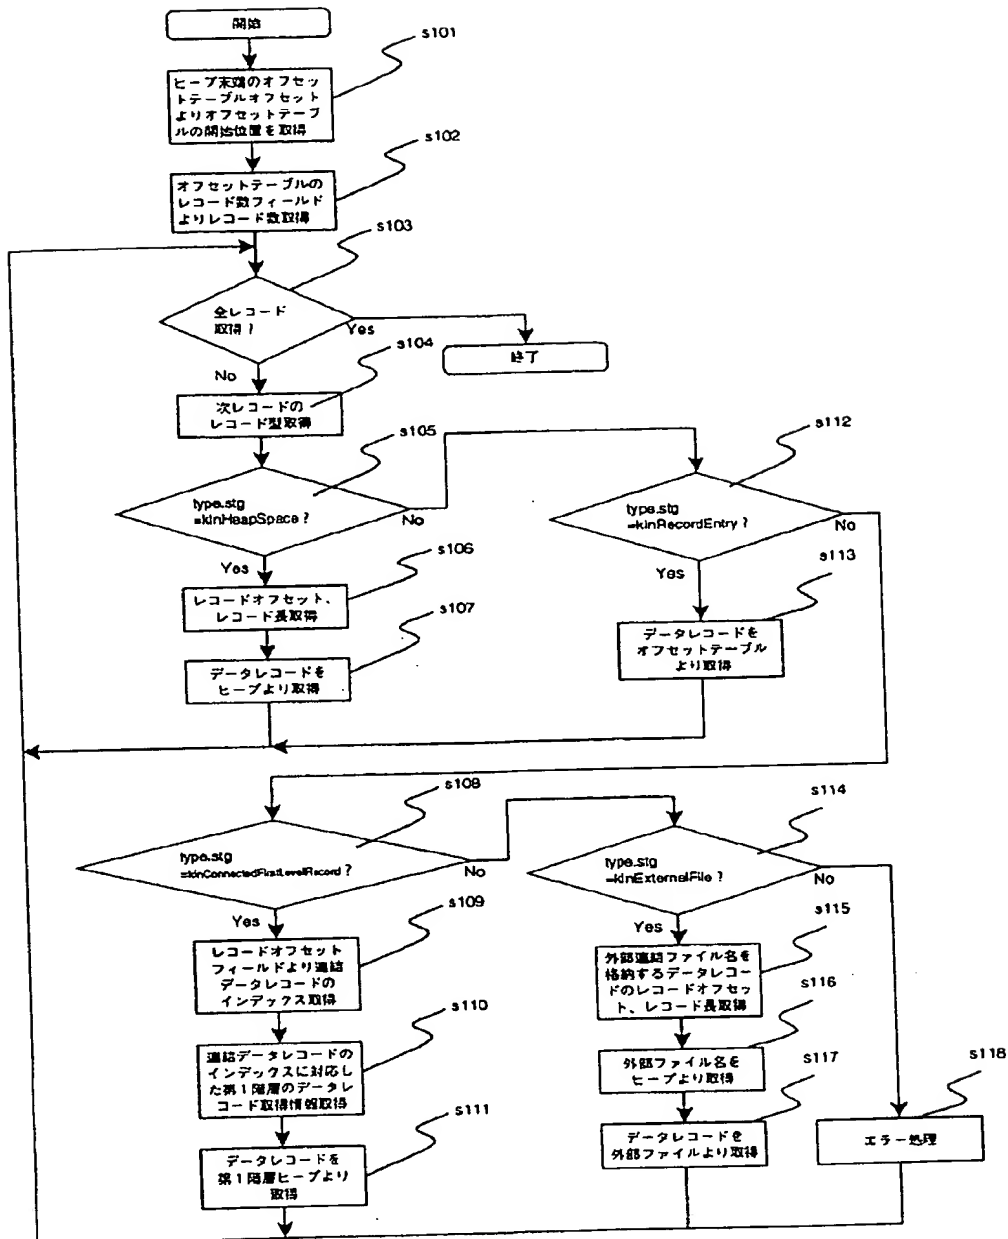 開始
s101
ヒープ末端のオフセッ
トテーブルオフセット
よりオフセットテーブ
ルの開始位置を取得
s102
オフセットテーブルの
レコード数フィールド
よりレコード数取得
s103
全レコード
取得?
Yes
終了
No
s104
次レコードの
レコード型取得
s105
type.stg
=kInHeapSpace?
No
s112
type.stg
=kInRecordEntry?
No
Yes
s106
レコードオフセット、
レコード長取得
s107
データレコードを
ヒープより取得
Yes
s113
データレコードを
オフセットテーブル
より取得
s108
type.stg
=kInConnectedFirstLevelRecord?
No
s114
type.stg
=kInExternalFile?
No
Yes
s109
レコードオフセット
フィールドより連結
データレコードの
インデックス取得
s110
連結データレコードの
インデックスに対応し
た第1階層のデータレ
コード取得情報取得
s111
データレコードを
第1階層ヒープより
取得
Yes
s115
外部連結ファイル名を
格納するデータレコー
ドのレコードオフセッ
ト、レコード長取得
s116
外部ファイル名を
ヒープより取得
s117
データレコードを
外部ファイルより取得
s118
エラー処理